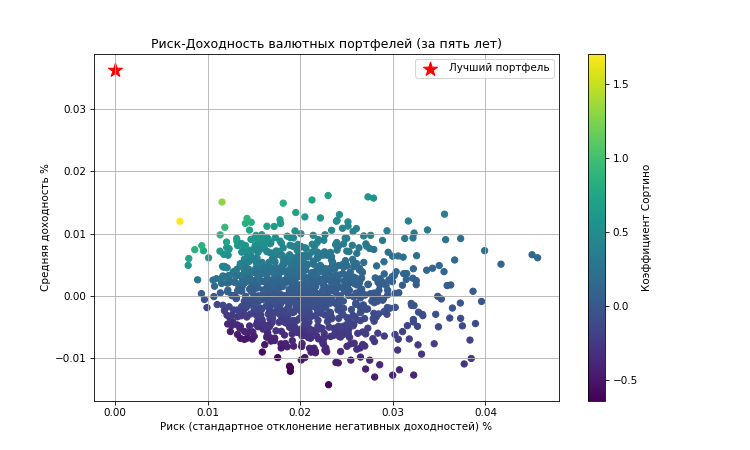 Риск-Доходность валютных портфелей (за пять лет)
Лучший портфель
Средняя доходность %
0.03
0.02
0.01
0.00
−0.01
0.00 0.01 0.02 0.03 0.04
Риск (стандартное отклонение негативных доходностей) %
1.5
1.0
0.5
0.0
−0.5
Коэффициент Сортино